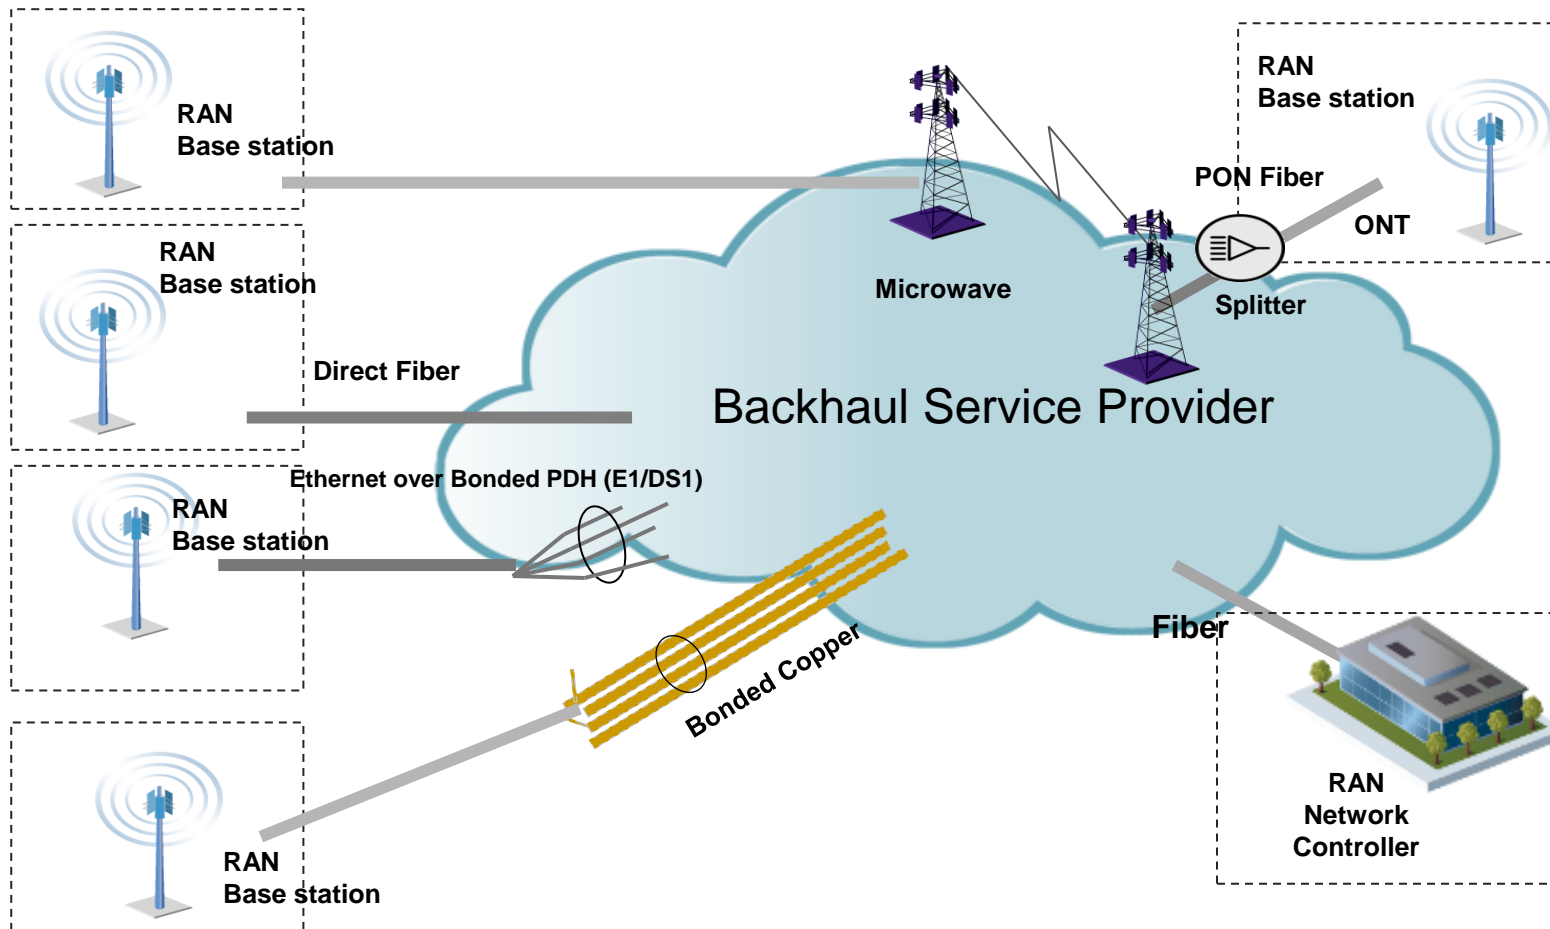 RAN
Base station
RAN
Base station
PON Fiber
ONT
RAN
Base station
Microwave
Splitter
Direct Fiber
Backhaul Service Provider
Ethernet over Bonded PDH (E1/DS1)
RAN
Base station
Bonded Copper
Fiber
RAN
Network
Controller
RAN
Base station